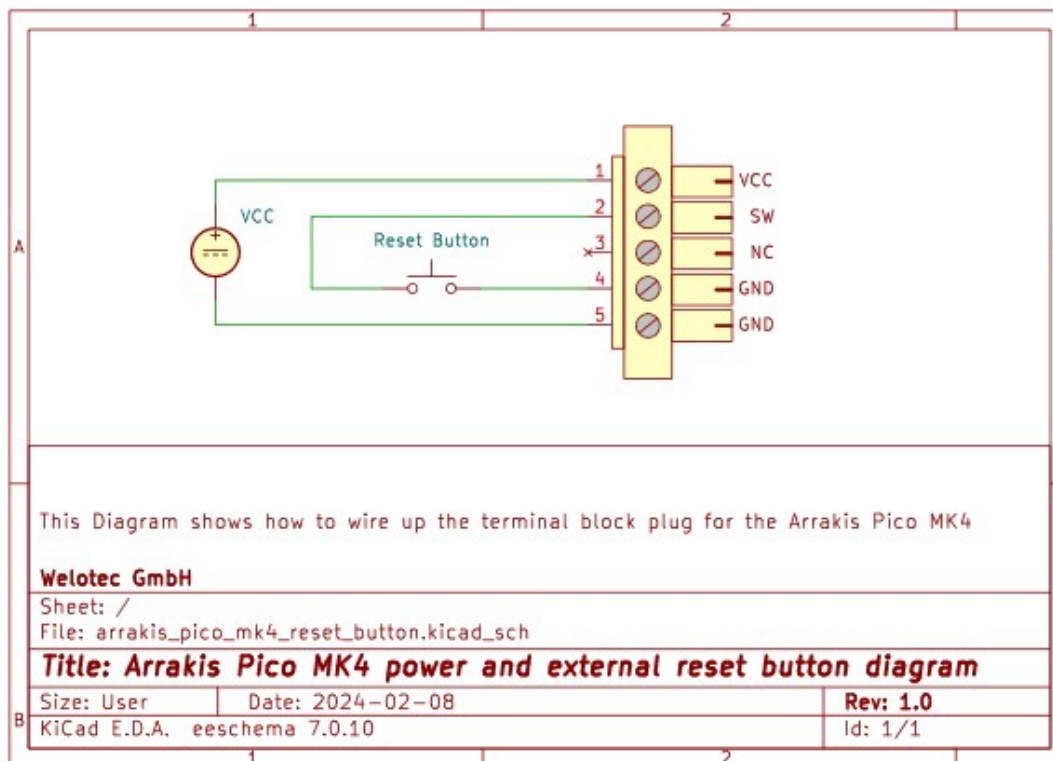 1 2
1 VCC
VCC
2 SW
A
Reset Button
3 NC
4 GND
5 GND
This Diagram shows how to wire up the terminal block plug for the Arrakis Pico MK4
Welotec GmbH
Sheet: /
File: arrakis_pico_mk4_reset_button.kicad_sch
Title: Arrakis Pico MK4 power and external reset button diagram
Size: User Date: 2024-02-08 Rev: 1.0
B
KiCad E.D.A. eeschema 7.0.10 Id: 1/1
1 2